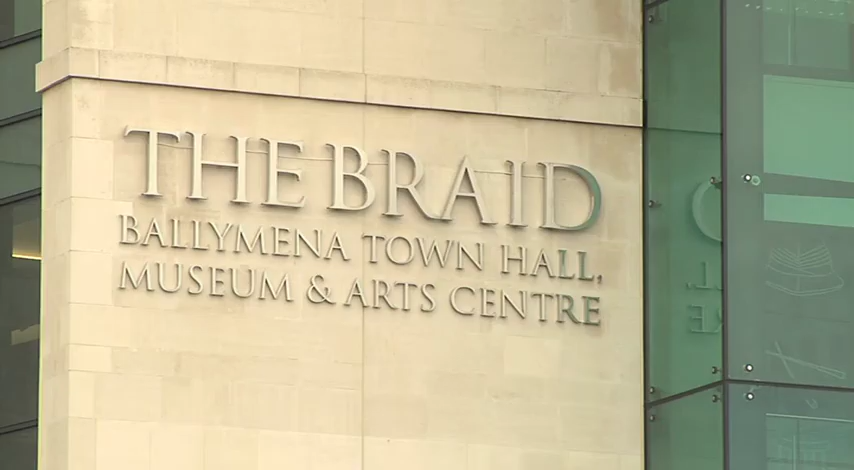 THE BRAID
BALLYMENA TOWN HALL,
MUSEUM & ARTS CENTRE